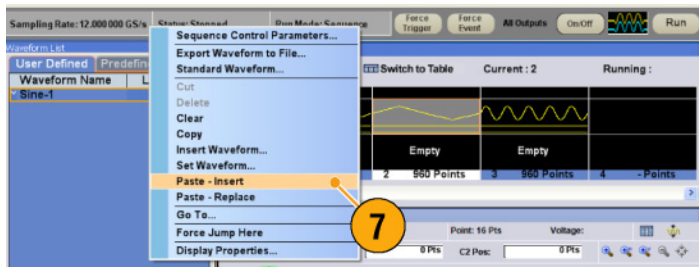 Sampling Rate: 12.000 000 GS/s Status: Stopped Run Mode: Sequence Force Trigger Force Event All Outputs On/Off Run
Waveform List
User Defined Predefin
Waveform Name L
Sine-1
Sequence Control Parameters...
Export Waveform to File...
Standard Waveform...
Cut
Delete
Clear
Copy
Insert Waveform...
Set Waveform...
Paste - Insert
Paste - Replace
Go To...
Force Jump Here
Display Properties...
7
Switch to Table Current : 2 Running :
Empty Empty
2 960 Points 3 960 Points 4 - Points
Point: 16 Pts Voltage:
0 Pts C2 Pos: 0 Pts